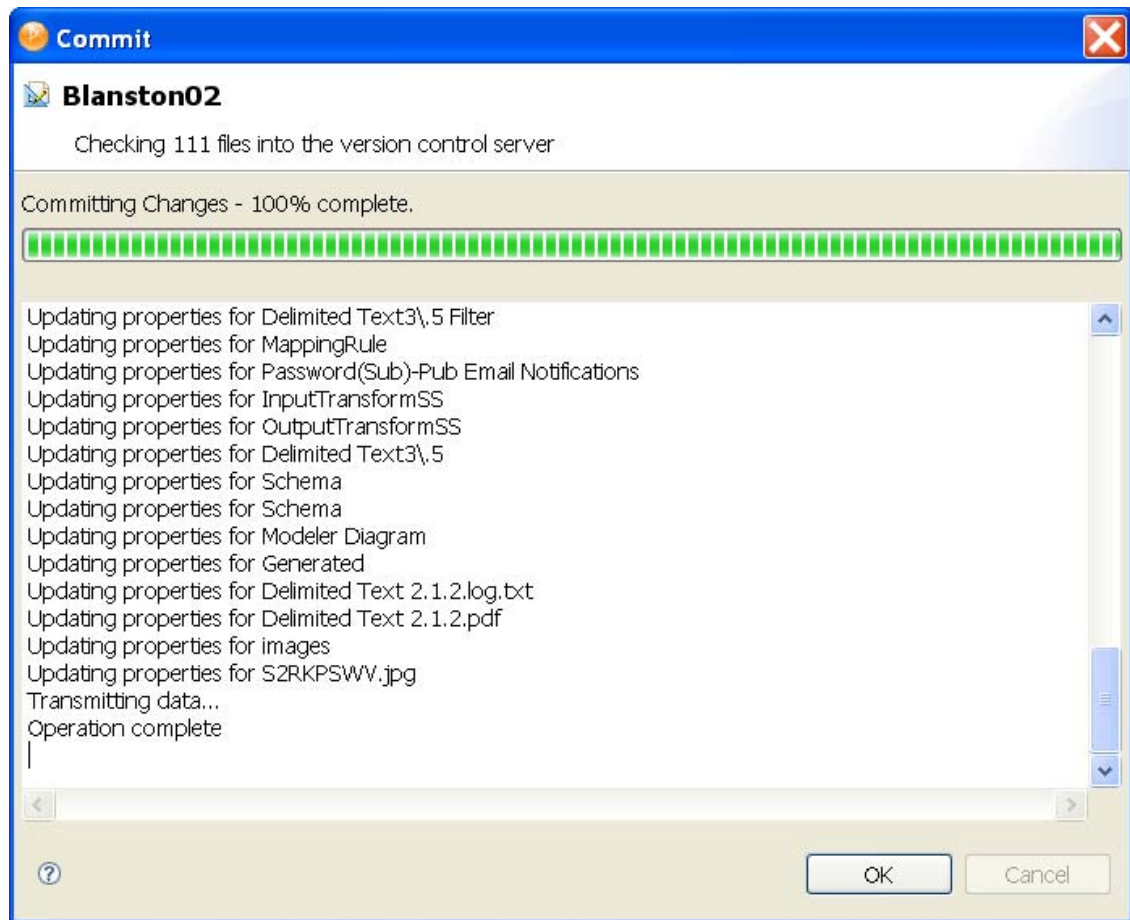 Commit
Blanston02
Checking 111 files into the version control server
Committing Changes - 100% complete.
Updating properties for Delimited Text3\.5 Filter
Updating properties for MappingRule
Updating properties for Password(Sub)-Pub Email Notifications
Updating properties for InputTransformSS
Updating properties for OutputTransformSS
Updating properties for Delimited Text3\.5
Updating properties for Schema
Updating properties for Schema
Updating properties for Modeler Diagram
Updating properties for Generated
Updating properties for Delimited Text 2.1.2.log.txt
Updating properties for Delimited Text 2.1.2.pdf
Updating properties for images
Updating properties for S2RKPSWV.jpg
Transmitting data...
Operation complete
OK Cancel